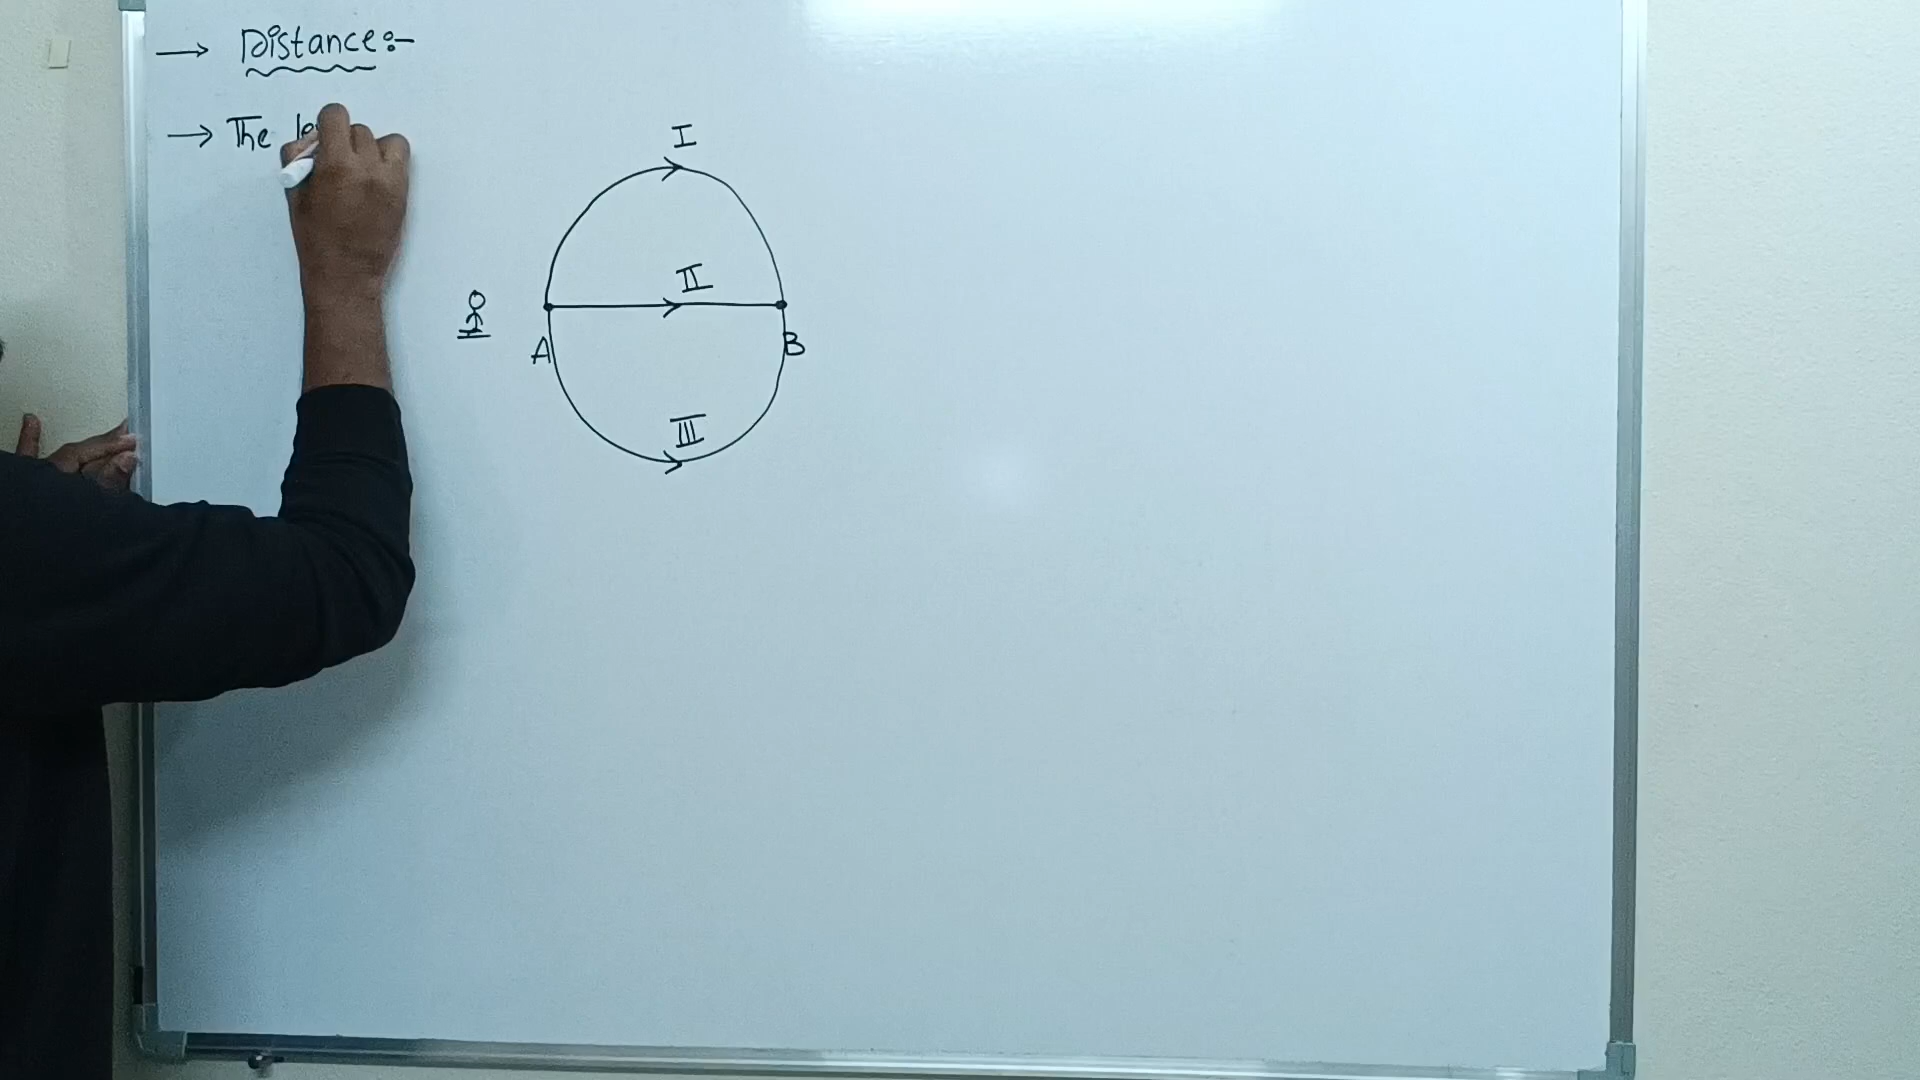 → Distance:-
→ The
I
II
A
B
III